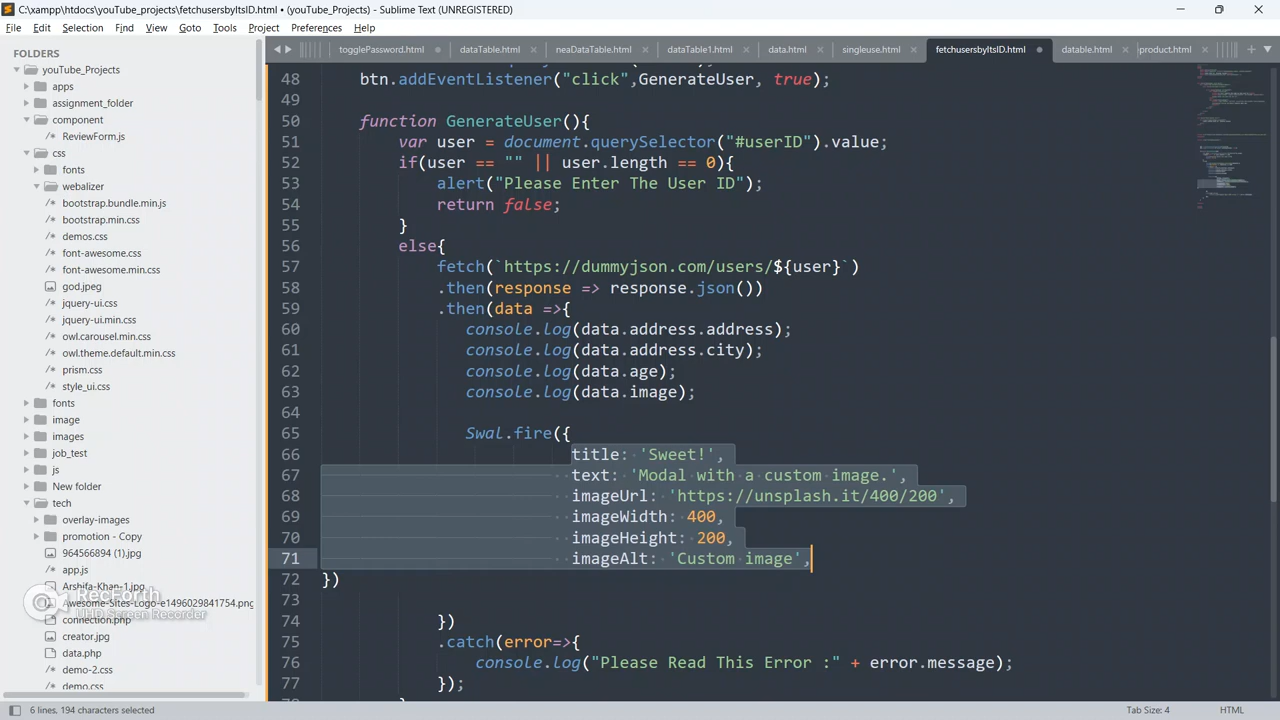 C:\xampp\htdocs\youTube_projects\fetchusersbyItsID.html • (youTube_Projects) - Sublime Text (UNREGISTERED)
File Edit Selection Find View Goto Tools Project Preferences Help
FOLDERS
youTube_Projects
apps
assignment_folder
component
ReviewForm.js
css
fonts
webalizer
bootstrap.bundle.min.js
bootstrap.min.css
demos.css
font-awesome.css
font-awesome.min.css
god.jpeg
jquery-ui.css
jquery-ui.min.css
owl.carousel.min.css
owl.theme.default.min.css
prism.css
style_ui.css
fonts
image
images
job_test
js
New folder
tech
overlay-images
promotion - Copy
964566894 (1).jpg
app.js
Arshifa-Khan-1.jpg
Awesome-Sites-Logo-e1496029841754.png
connection.php
creator.jpg
data.php
demo-2.css
demo.css
RecForth
UHD Screen Recorder
togglePassword.html dataTable.html neaDataTable.html dataTable1.html data.html singleuse.html fetchusersbyItsID.html datable.html product.html
48 btn.addEventListener("click",GenerateUser, true);
49
50 function GenerateUser(){
51 var user = document.querySelector("#userID").value;
52 if(user == "" || user.length == 0){
53 alert("Please Enter The User ID");
54 return false;
55 }
56 else{
57 fetch(`https://dummyjson.com/users/${user}`)
58 .then(response => response.json())
59 .then(data =>{
60 console.log(data.address.address);
61 console.log(data.address.city);
62 console.log(data.age);
63 console.log(data.image);
64
65 Swal.fire({
66 title: 'Sweet!',
67 text: 'Modal with a custom image.',
68 imageUrl: 'https://unsplash.it/400/200',
69 imageWidth: 400,
70 imageHeight: 200,
71 imageAlt: 'Custom image',
72 })
73
74 })
75 .catch(error=>{
76 console.log("Please Read This Error :" + error.message);
77 });
6 lines, 194 characters selected
Tab Size: 4 HTML